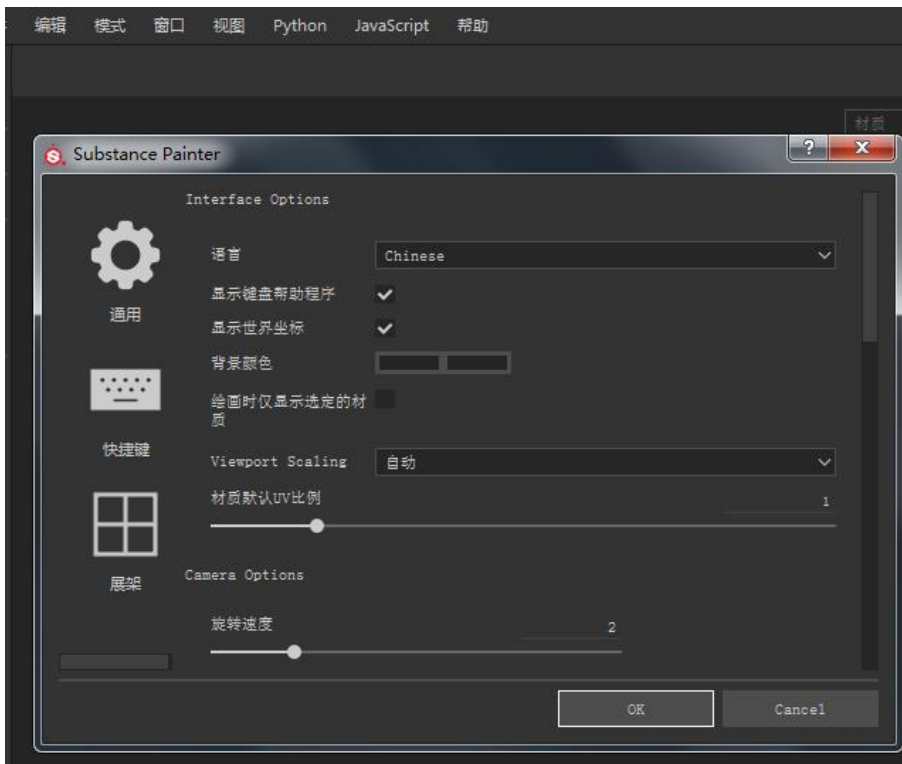 编辑 模式 窗口 视图 Python JavaScript 帮助
材质
Substance Painter
Interface Options
语言 Chinese
通用
显示键盘帮助程序
显示世界坐标
背景颜色
绘画时仅显示选定的材
质
快捷键
Viewport Scaling 自动
材质默认UV比例 1
展架
Camera Options
旋转速度 2
OK Cancel